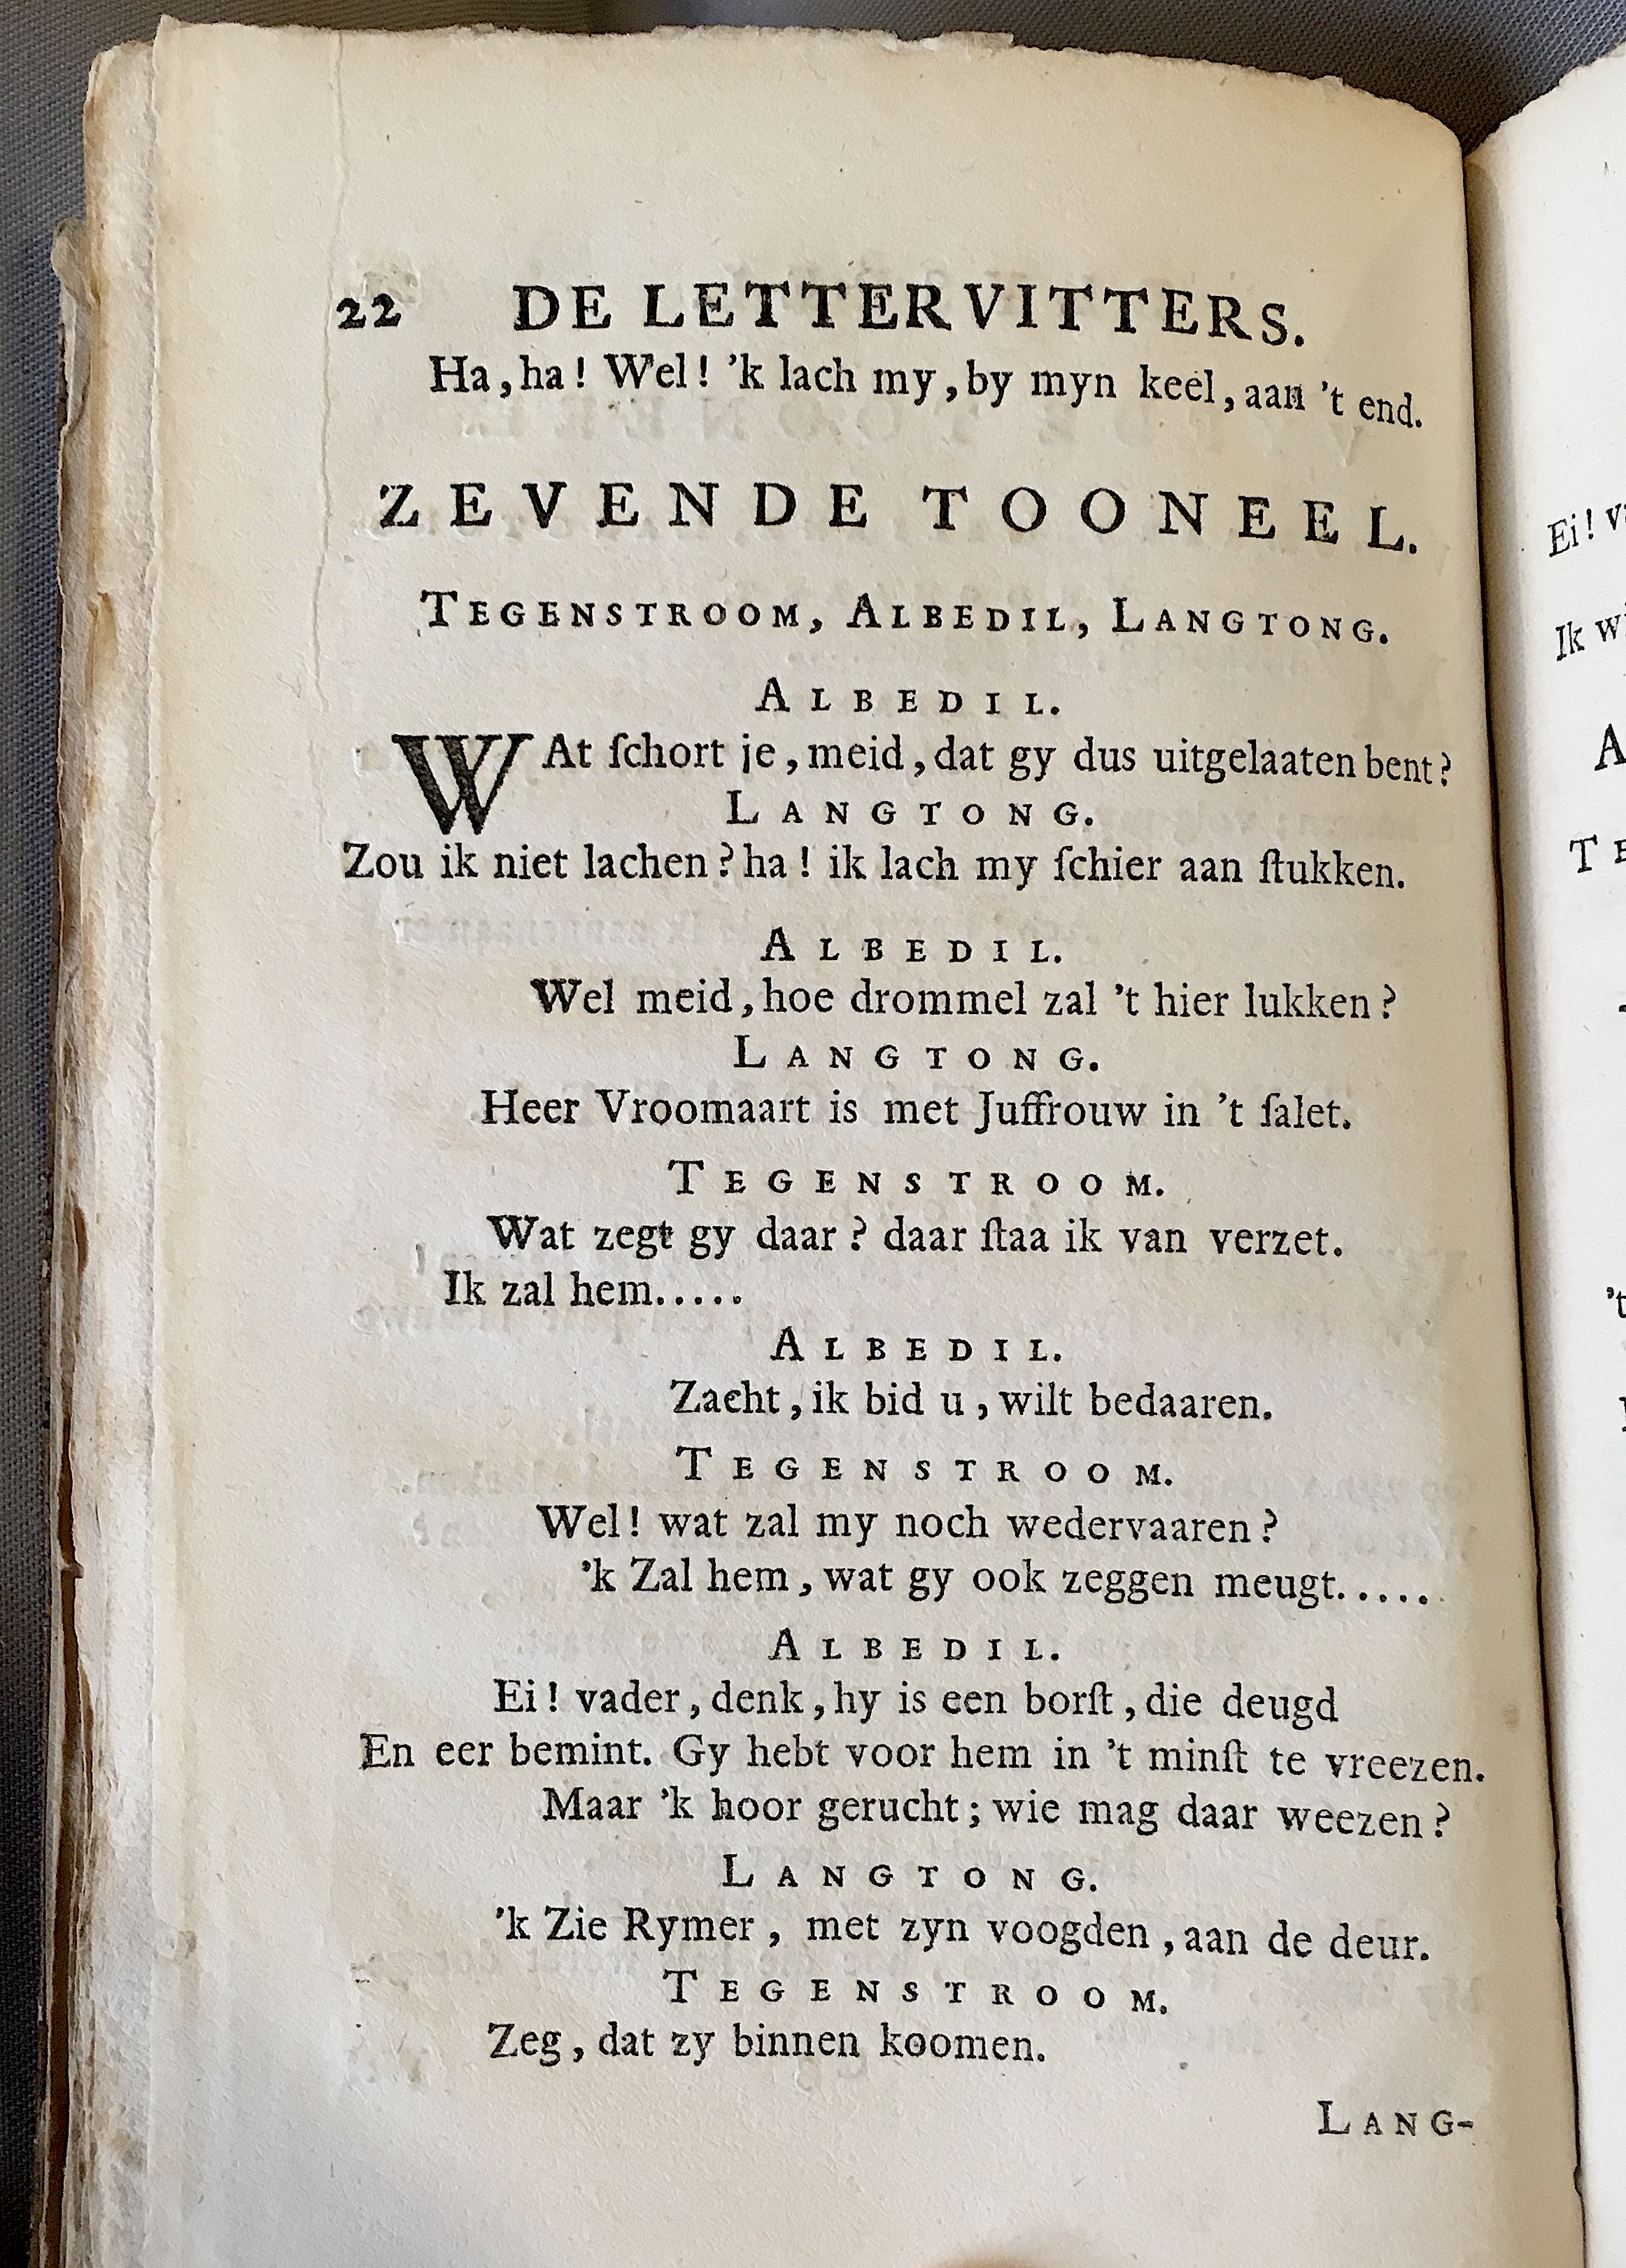 22 DE LETTERVITTERS.
Ha, ha! Wel! 'k lach my, by myn keel, aan 't end.
ZEVENDE TOONEEL.
TEGENSTROOM, ALBEDIL, LANGTONG.
ALBEDIL.
WAt ſchort je, meid, dat gy dus uitgelaaten bent?
LANGTONG.
Zou ik niet lachen? ha! ik lach my ſchier aan ſtukken.
ALBEDIL.
Wel meid, hoe drommel zal 't hier lukken?
LANGTONG.
Heer Vroomaart is met Juffrouw in 't ſalet.
TEGENSTROOM.
Wat zegt gy daar? daar ſtaa ik van verzet.
Ik zal hem.....
ALBEDIL.
Zacht, ik bid u, wilt bedaaren.
TEGENSTROOM.
Wel! wat zal my noch wedervaaren?
'k Zal hem, wat gy ook zeggen meugt.....
ALBEDIL.
Ei! vader, denk, hy is een borſt, die deugd
En eer bemint. Gy hebt voor hem in 't minſt te vreezen.
Maar 'k hoor gerucht; wie mag daar weezen?
LANGTONG.
'k Zie Rymer, met zyn voogden, aan de deur.
TEGENSTROOM.
Zeg, dat zy binnen koomen.
LANG-
Ei!
Ik